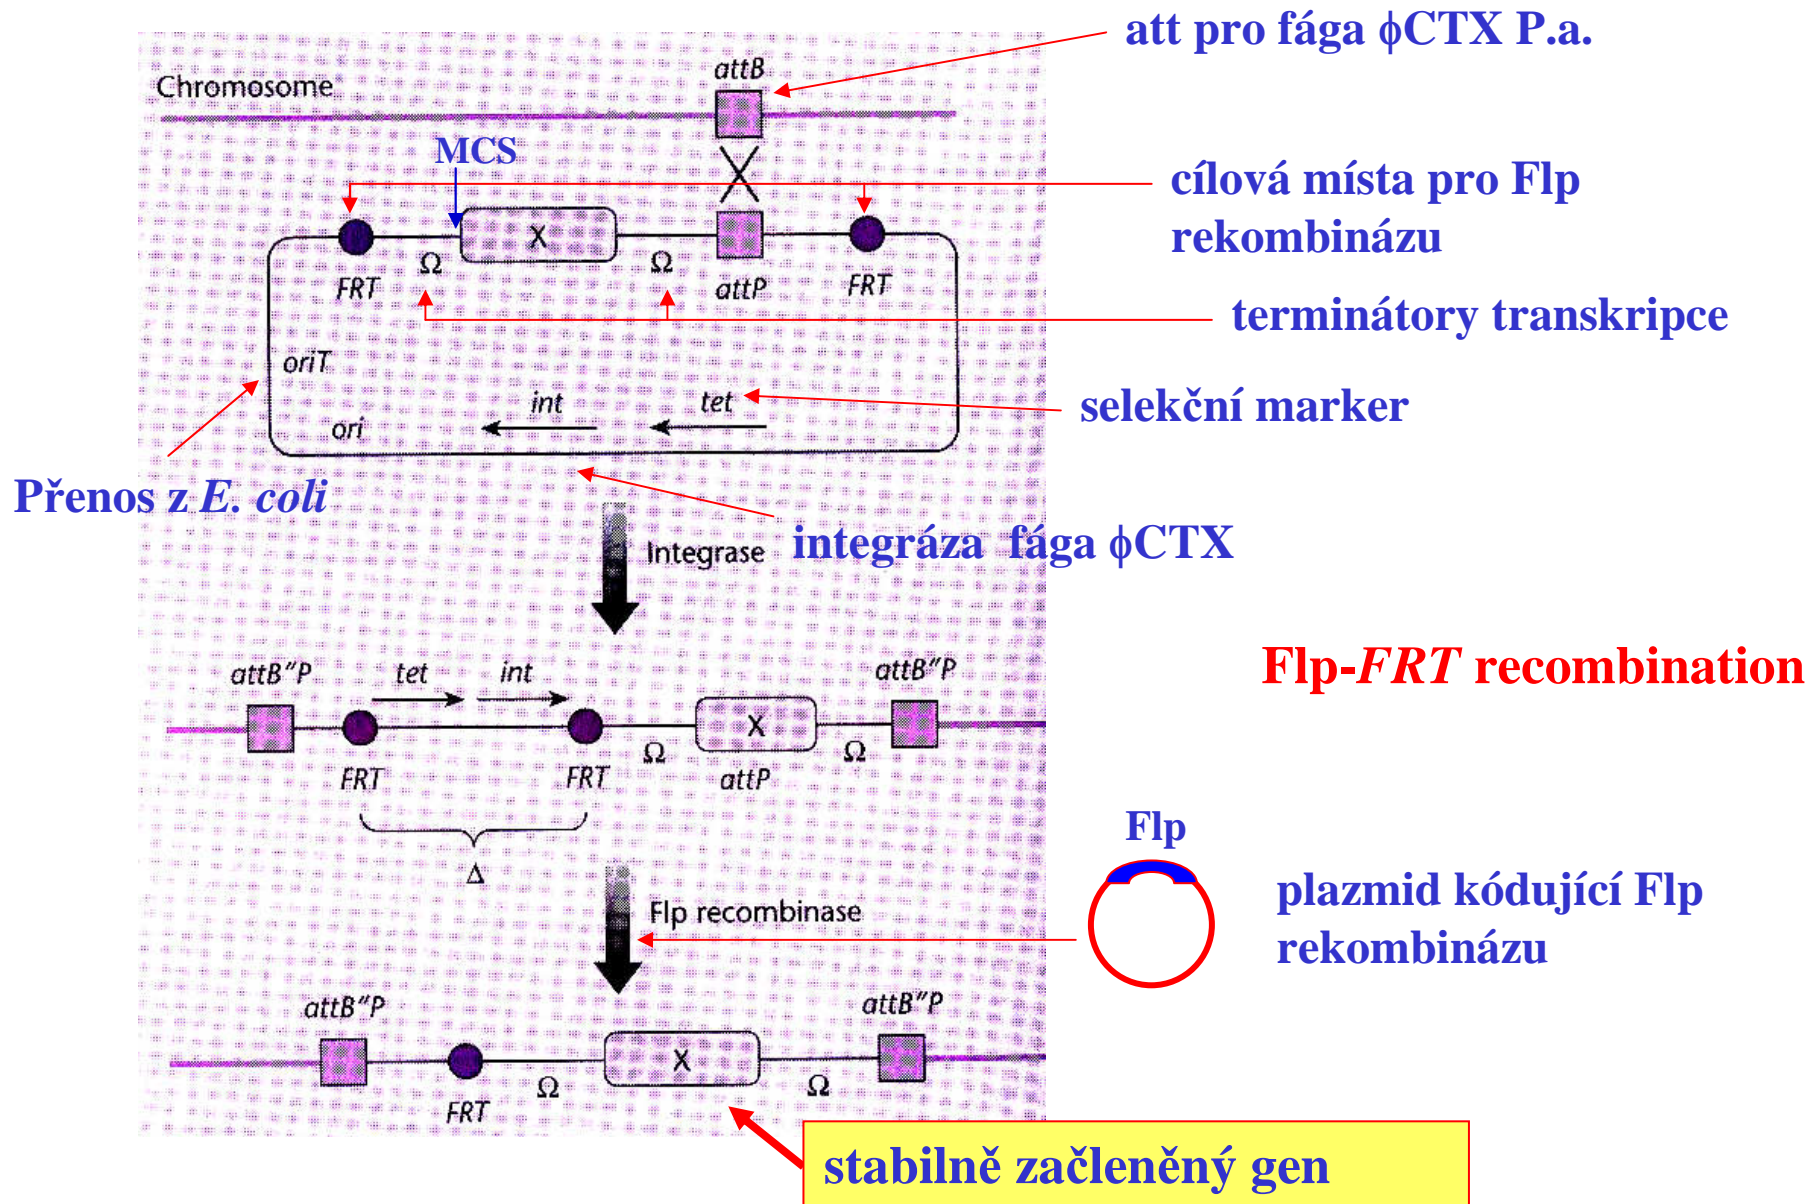 att pro fága ϕCTX P.a.
attB
Chromosome
MCS
cílová místa pro Flp
rekombinázu
X
Ω
Ω
FRT
attP
FRT
terminátory transkripce
oriT
int
tet
selekční marker
ori
Přenos z E. coli
integráza fága ϕCTX
Integrase
Flp-FRT recombination
attB″P
tet
int
attB″P
X
Ω
Ω
FRT
FRT
attP
Δ
Flp
plazmid kódující Flp
rekombinázu
Flp recombinase
attB″P
attB″P
X
Ω
Ω
FRT
stabilně začleněný gen